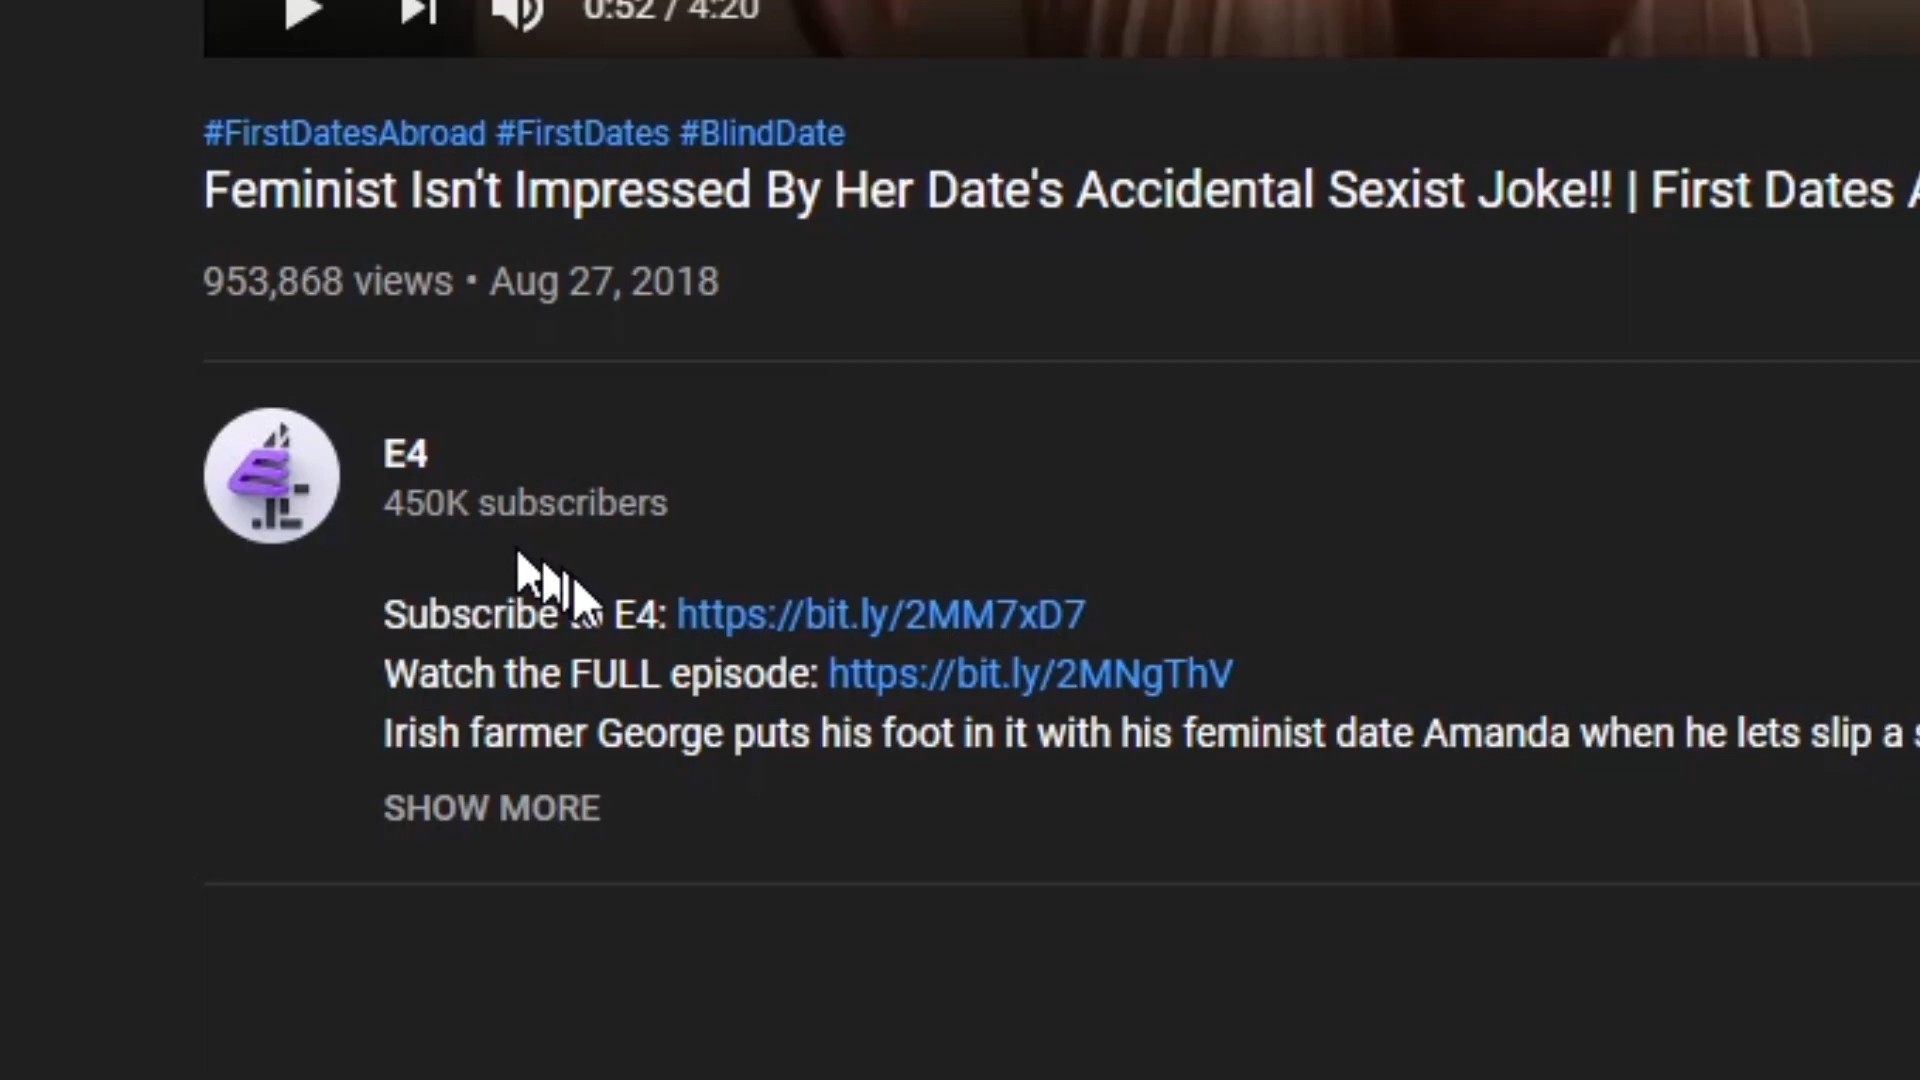 0:52 / 4:20
#FirstDatesAbroad #FirstDates #BlindDate
Feminist Isn't Impressed By Her Date's Accidental Sexist Joke!! | First Dates
953,868 views • Aug 27, 2018
E4
450K subscribers
Subscribe to E4: https://bit.ly/2MM7xD7
Watch the FULL episode: https://bit.ly/2MNgThV
Irish farmer George puts his foot in it with his feminist date Amanda when he lets slip a
SHOW MORE